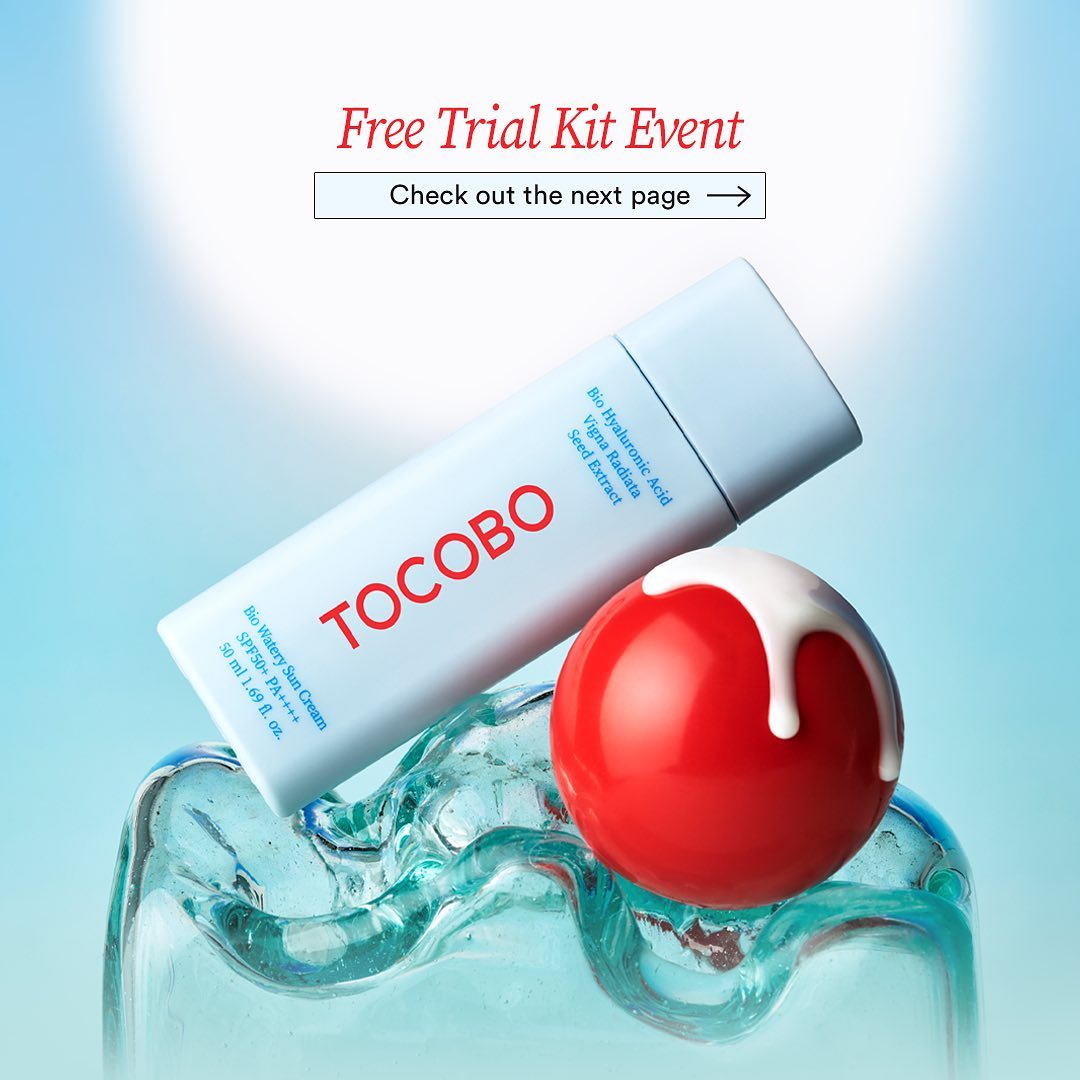 Free Trial Kit Event
Check out the next page →
Bio Hyaluronic Acid
Vigna Radiata
Seed Extract
TOCOBO
Bio Watery Sun Cream
SPF50+ PA++++
50 ml 1.69 fl. oz.